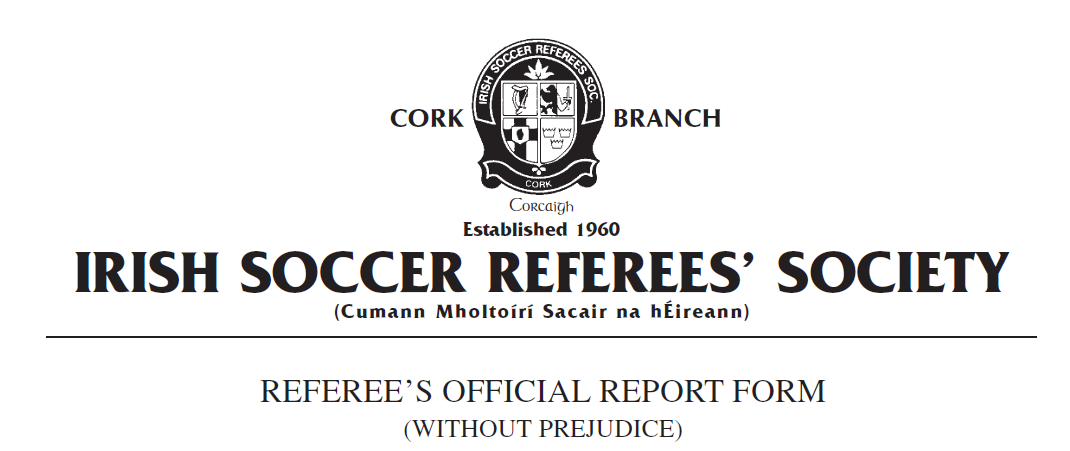 IRISH SOCCER REFEREES SOC.
CORK BRANCH
CORK
Corcaigh
Established 1960
IRISH SOCCER REFEREES’ SOCIETY
(Cumann Mholtoírí Sacair na hÉireann)
REFEREE’S OFFICIAL REPORT FORM
(WITHOUT PREJUDICE)